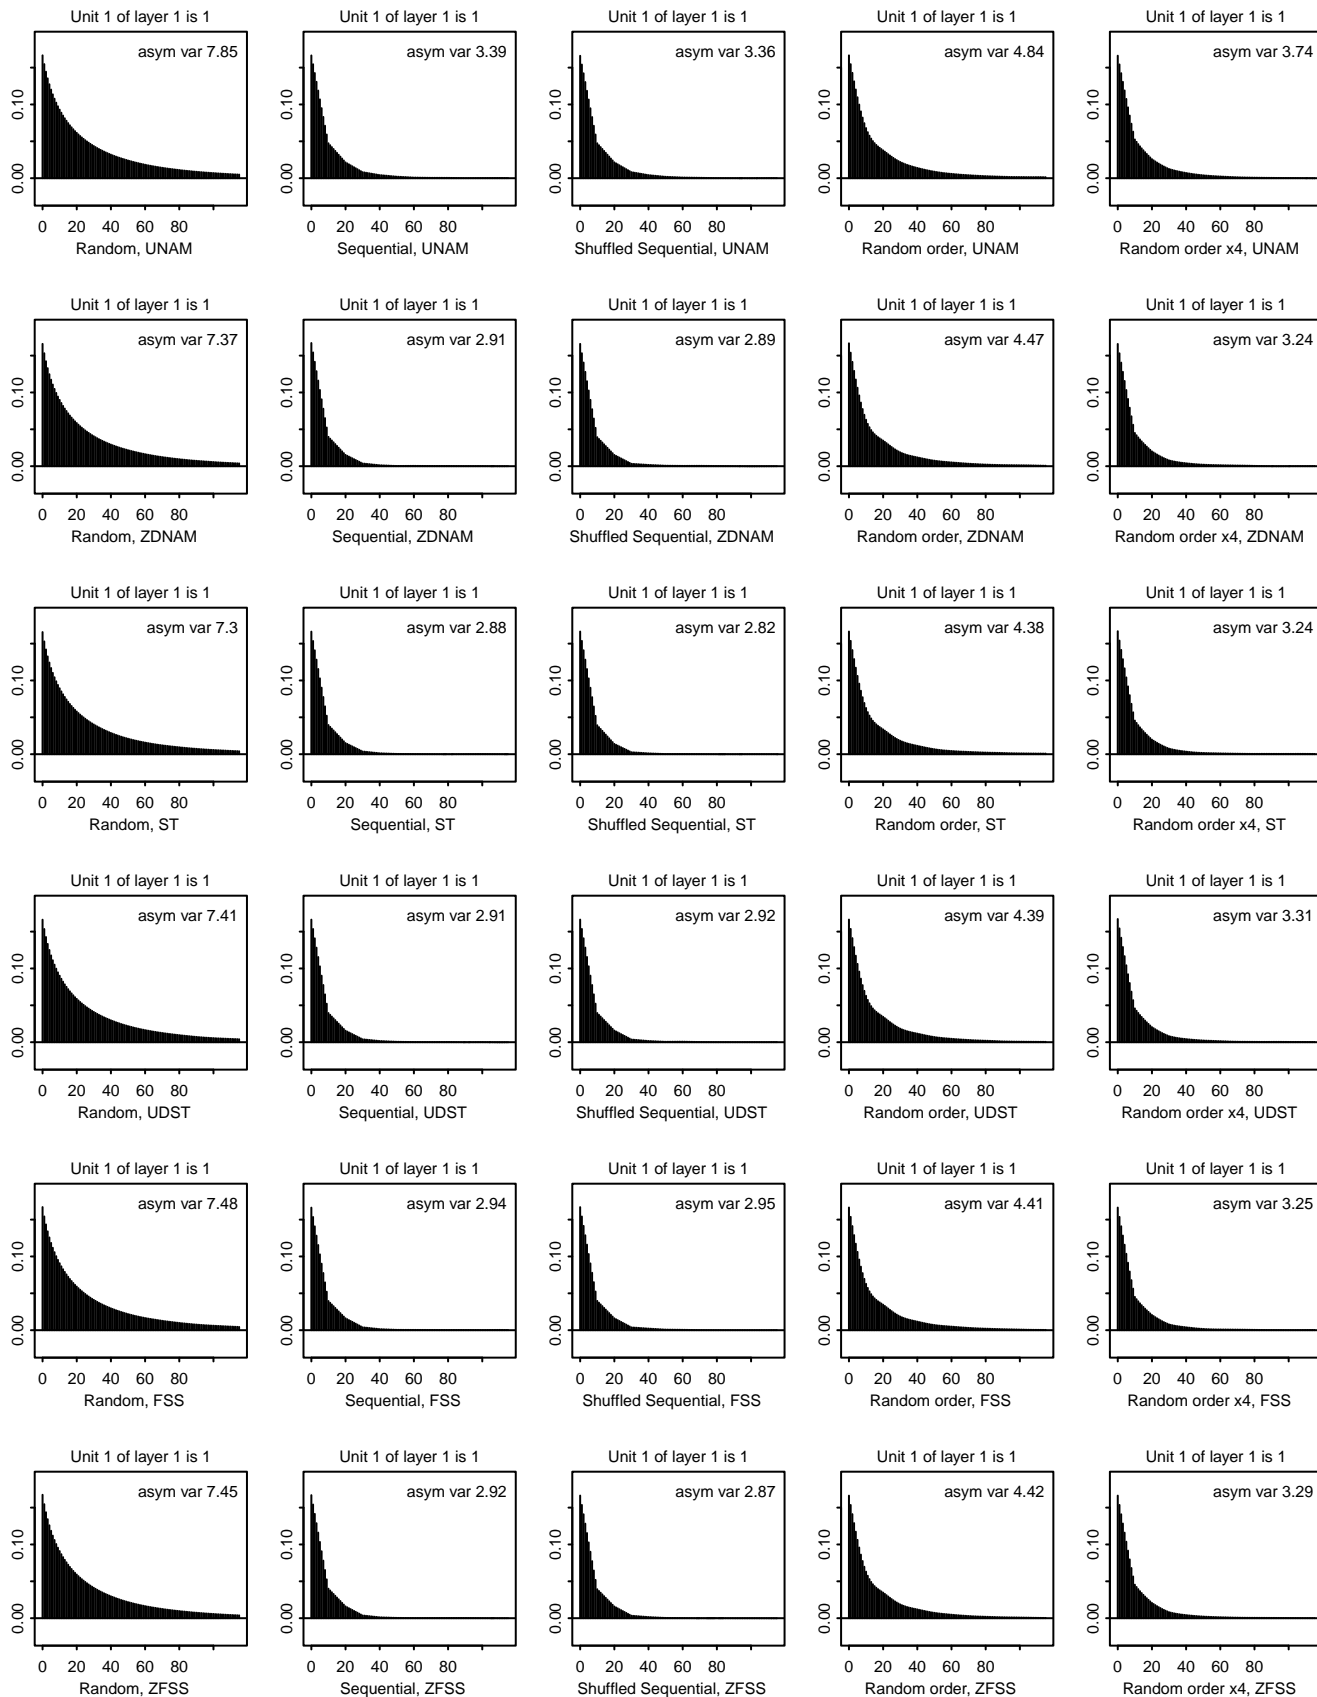 Unit 1 of layer 1 is 1 Unit 1 of layer 1 is 1 Unit 1 of layer 1 is 1 Unit 1 of layer 1 is 1 Unit 1 of layer 1 is 1
asym var 7.85 asym var 3.39 asym var 3.36 asym var 4.84 asym var 3.74
0.10 0.10 0.10 0.10 0.10
0.00 0.00 0.00 0.00 0.00
0 20 40 60 80 0 20 40 60 80 0 20 40 60 80 0 20 40 60 80 0 20 40 60 80
Random, UNAM Sequential, UNAM Shuffled Sequential, UNAM Random order, UNAM Random order x4, UNAM
Unit 1 of layer 1 is 1 Unit 1 of layer 1 is 1 Unit 1 of layer 1 is 1 Unit 1 of layer 1 is 1 Unit 1 of layer 1 is 1
asym var 7.37 asym var 2.91 asym var 2.89 asym var 4.47 asym var 3.24
0.10 0.10 0.10 0.10 0.10
0.00 0.00 0.00 0.00 0.00
0 20 40 60 80 0 20 40 60 80 0 20 40 60 80 0 20 40 60 80 0 20 40 60 80
Random, ZDNAM Sequential, ZDNAM Shuffled Sequential, ZDNAM Random order, ZDNAM Random order x4, ZDNAM
Unit 1 of layer 1 is 1 Unit 1 of layer 1 is 1 Unit 1 of layer 1 is 1 Unit 1 of layer 1 is 1 Unit 1 of layer 1 is 1
asym var 7.3 asym var 2.88 asym var 2.82 asym var 4.38 asym var 3.24
0.10 0.10 0.10 0.10 0.10
0.00 0.00 0.00 0.00 0.00
0 20 40 60 80 0 20 40 60 80 0 20 40 60 80 0 20 40 60 80 0 20 40 60 80
Random, ST Sequential, ST Shuffled Sequential, ST Random order, ST Random order x4, ST
Unit 1 of layer 1 is 1 Unit 1 of layer 1 is 1 Unit 1 of layer 1 is 1 Unit 1 of layer 1 is 1 Unit 1 of layer 1 is 1
asym var 7.41 asym var 2.91 asym var 2.92 asym var 4.39 asym var 3.31
0.10 0.10 0.10 0.10 0.10
0.00 0.00 0.00 0.00 0.00
0 20 40 60 80 0 20 40 60 80 0 20 40 60 80 0 20 40 60 80 0 20 40 60 80
Random, UDST Sequential, UDST Shuffled Sequential, UDST Random order, UDST Random order x4, UDST
Unit 1 of layer 1 is 1 Unit 1 of layer 1 is 1 Unit 1 of layer 1 is 1 Unit 1 of layer 1 is 1 Unit 1 of layer 1 is 1
asym var 7.48 asym var 2.94 asym var 2.95 asym var 4.41 asym var 3.25
0.10 0.10 0.10 0.10 0.10
0.00 0.00 0.00 0.00 0.00
0 20 40 60 80 0 20 40 60 80 0 20 40 60 80 0 20 40 60 80 0 20 40 60 80
Random, FSS Sequential, FSS Shuffled Sequential, FSS Random order, FSS Random order x4, FSS
Unit 1 of layer 1 is 1 Unit 1 of layer 1 is 1 Unit 1 of layer 1 is 1 Unit 1 of layer 1 is 1 Unit 1 of layer 1 is 1
asym var 7.45 asym var 2.92 asym var 2.87 asym var 4.42 asym var 3.29
0.10 0.10 0.10 0.10 0.10
0.00 0.00 0.00 0.00 0.00
0 20 40 60 80 0 20 40 60 80 0 20 40 60 80 0 20 40 60 80 0 20 40 60 80
Random, ZFSS Sequential, ZFSS Shuffled Sequential, ZFSS Random order, ZFSS Random order x4, ZFSS